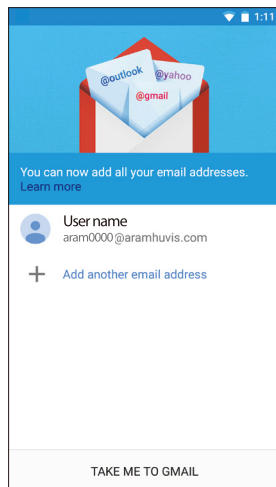 1:11
@outlook
@yahoo
@gmail
You can now add all your email addresses.
Learn more
User name
aram0000@aramhuvis.com
Add another email address
TAKE ME TO GMAIL